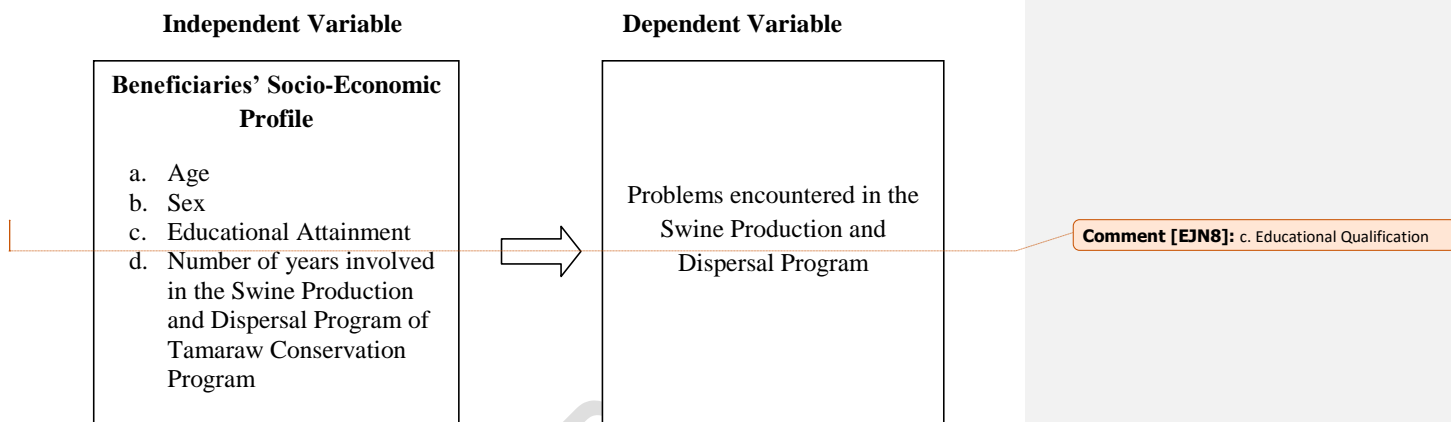 Independent Variable
Dependent Variable
Beneficiaries’ Socio-Economic
Profile
a. Age
b. Sex
c. Educational Attainment
d. Number of years involved
in the Swine Production
and Dispersal Program of
Tamaraw Conservation
Program
Problems encountered in the
Swine Production and
Dispersal Program
Comment [EJN8]: c. Educational Qualification